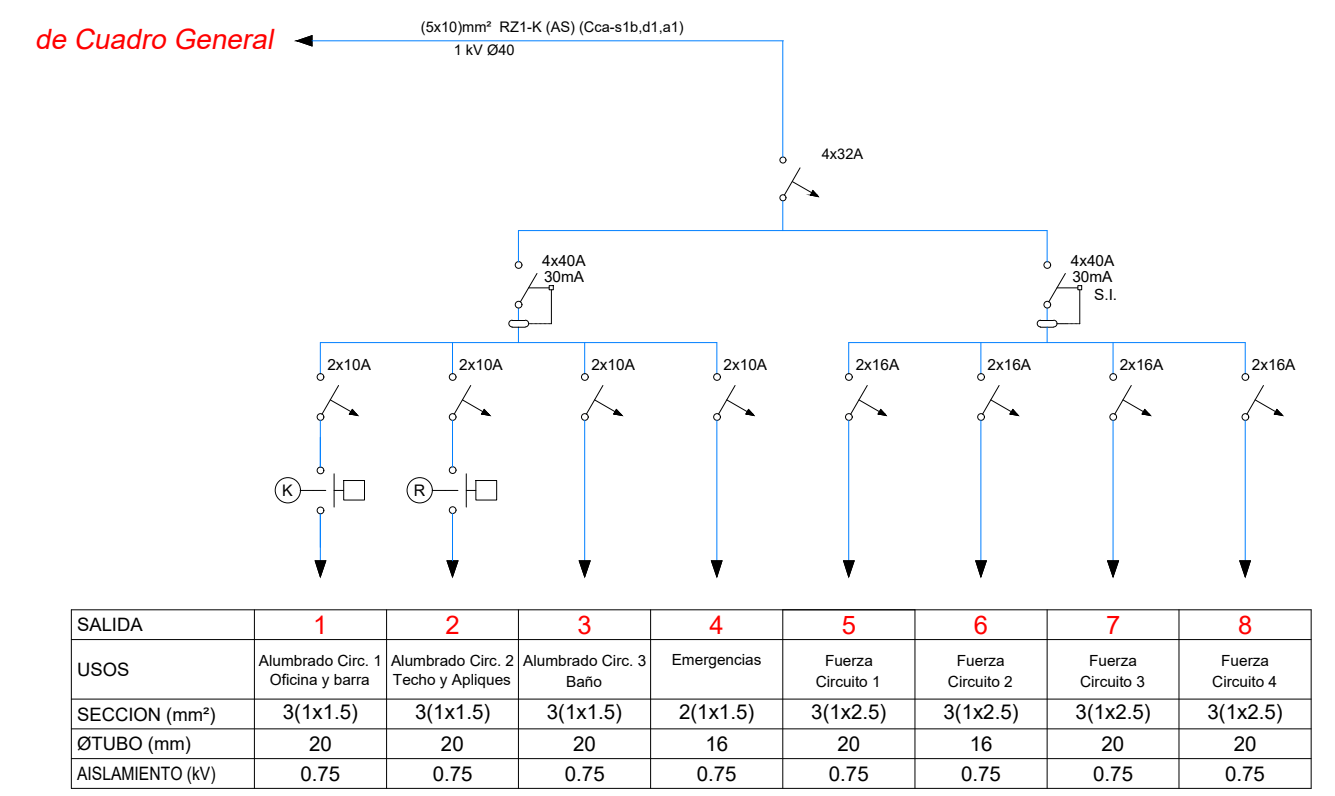 de Cuadro General
(5x10)mm² RZ1-K (AS) (Cca-s1b,d1,a1)
1 kV Ø40
4x32A
4x40A
30mA
4x40A
30mA
S.I.
2x10A
2x10A
2x10A
2x10A
2x16A
2x16A
2x16A
2x16A
K
R
SALIDA 1 2 3 4 5 6 7 8
USOS
Alumbrado Circ. 1
Oficina y barra
Alumbrado Circ. 2
Techo y Apliques
Alumbrado Circ. 3
Baño
Emergencias
Fuerza
Circuito 1
Fuerza
Circuito 2
Fuerza
Circuito 3
Fuerza
Circuito 4
SECCION (mm²) 3(1x1.5) 3(1x1.5) 3(1x1.5) 2(1x1.5) 3(1x2.5) 3(1x2.5) 3(1x2.5) 3(1x2.5)
ØTUBO (mm) 20 20 20 16 20 16 20 20
AISLAMIENTO (kV) 0.75 0.75 0.75 0.75 0.75 0.75 0.75 0.75